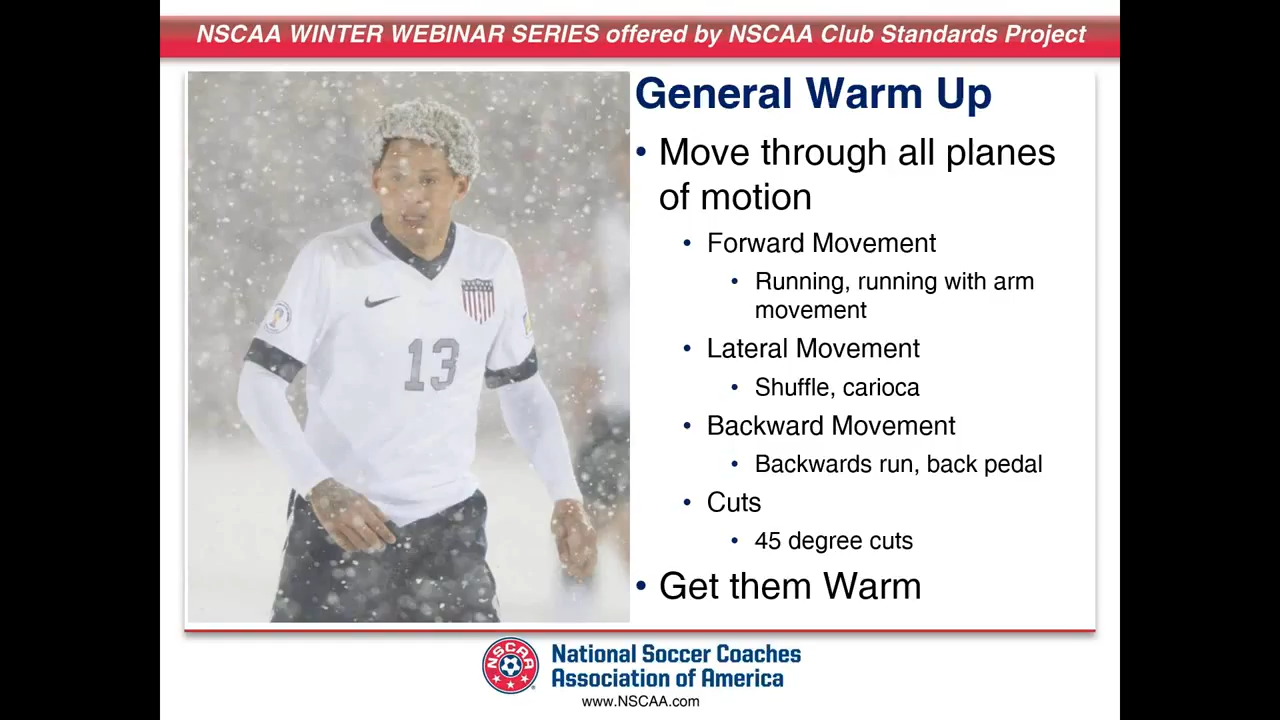 NSCAA WINTER WEBINAR SERIES offered by NSCAA Club Standards Project
General Warm Up
• Move through all planes
of motion
• Forward Movement
• Running, running with arm
movement
• Lateral Movement
• Shuffle, carioca
• Backward Movement
• Backwards run, back pedal
• Cuts
• 45 degree cuts
• Get them Warm
13
NSCAA
National Soccer Coaches
Association of America
www.NSCAA.com